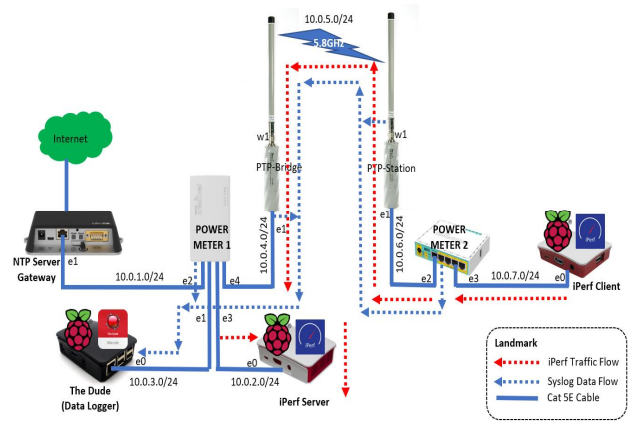 10.0.5.0/24
5.8GHz
Internet
w1
w1
PTP-Bridge
PTP-Station
NTP Server
Gateway
e1
10.0.1.0/24
POWER
METER 1
e2
e4
e1
e3
10.0.4.0/24
e1
e1
10.0.6.0/24
POWER
METER 2
e2
e3
10.0.7.0/24
e0
iPerf
iPerf Client
e0
The Dude
(Data Logger)
10.0.3.0/24
e0
10.0.2.0/24
iPerf
iPerf Server
Landmark
iPerf Traffic Flow
Syslog Data Flow
Cat 5E Cable